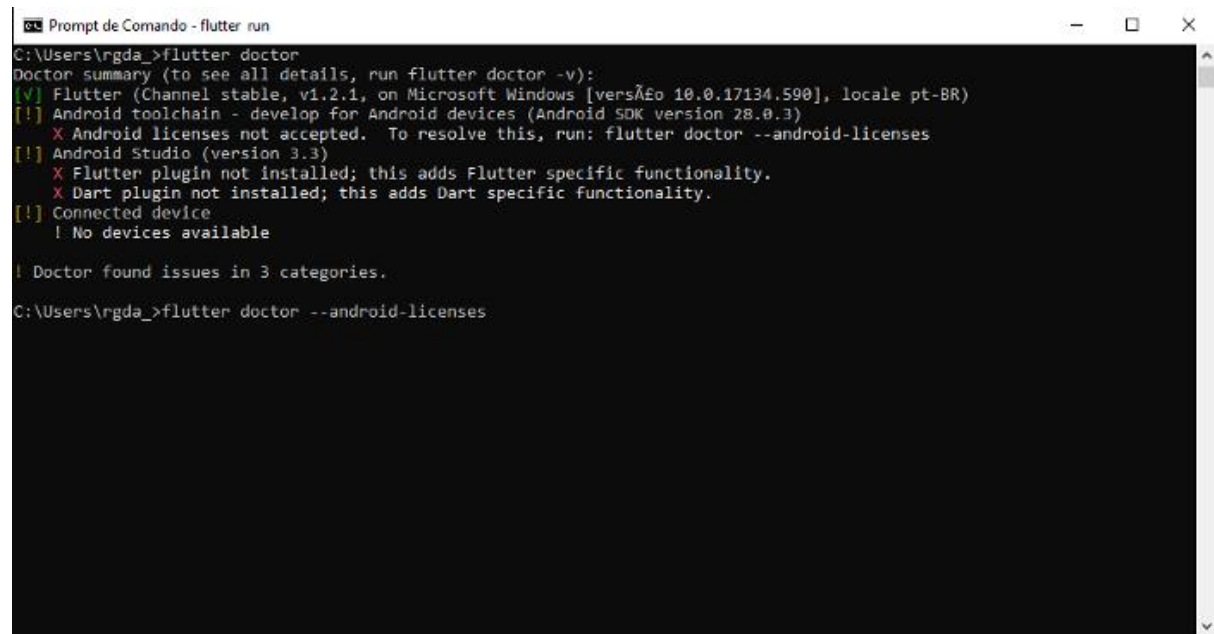 Prompt de Comando - flutter run
C:\Users\rgda_>flutter doctor
Doctor summary (to see all details, run flutter doctor -v):
[√] Flutter (Channel stable, v1.2.1, on Microsoft Windows [versÃ£o 10.0.17134.590], locale pt-BR)
[!] Android toolchain - develop for Android devices (Android SDK version 28.0.3)
    X Android licenses not accepted.  To resolve this, run: flutter doctor --android-licenses
[!] Android Studio (version 3.3)
    X Flutter plugin not installed; this adds Flutter specific functionality.
    X Dart plugin not installed; this adds Dart specific functionality.
[!] Connected device
    ! No devices available
! Doctor found issues in 3 categories.
C:\Users\rgda_>flutter doctor --android-licenses